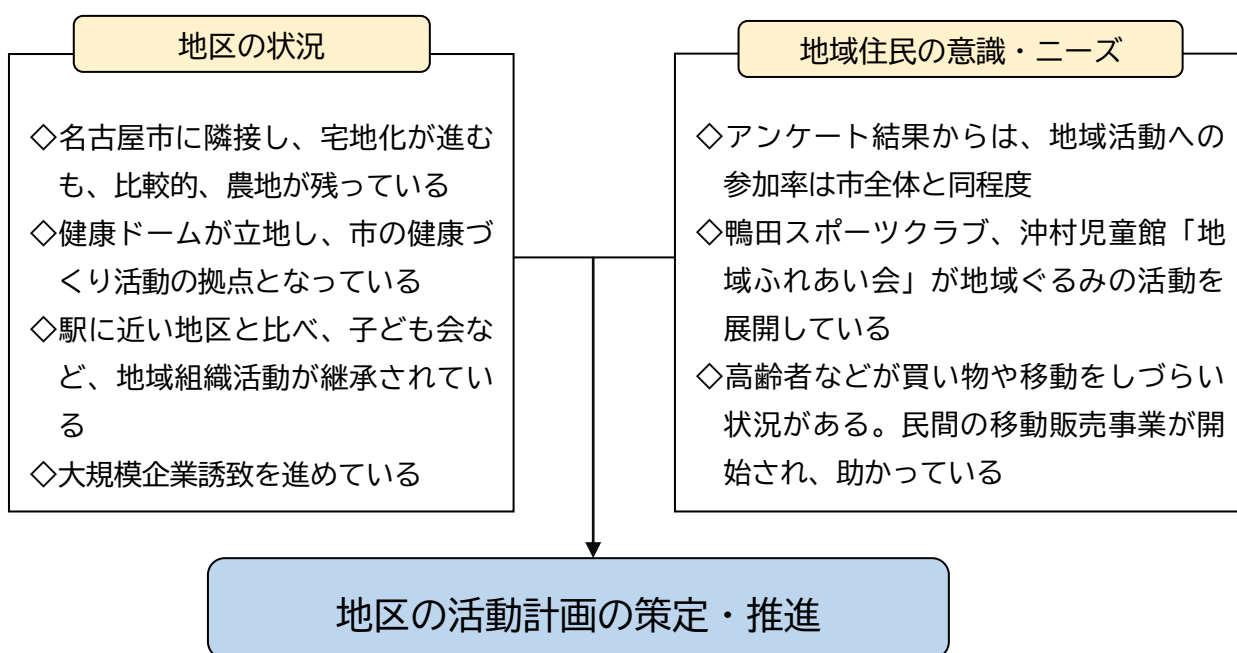 地区の状況
◇名古屋市に隣接し、宅地化が進む
も、比較的、農地が残っている
◇健康ドームが立地し、市の健康づ
くり活動の拠点となっている
◇駅に近い地区と比べ、子ども会な
ど、地域組織活動が継承されてい
る
◇大規模企業誘致を進めている
地域住民の意識・ニーズ
◇アンケート結果からは、地域活動への
参加率は市全体と同程度
◇鴨田スポーツクラブ、沖村児童館「地
域ふれあい会」が地域ぐるみの活動を
展開している
◇高齢者などが買い物や移動をしづらい
状況がある。民間の移動販売事業が開
始され、助かっている
地区の活動計画の策定・推進